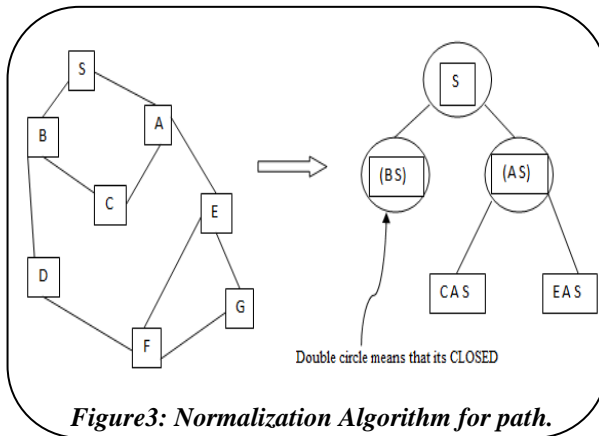 S
B
A
C
E
D
G
F
S
(BS)
(AS)
CAS
EAS
Double circle means that its CLOSED
Figure3: Normalization Algorithm for path.